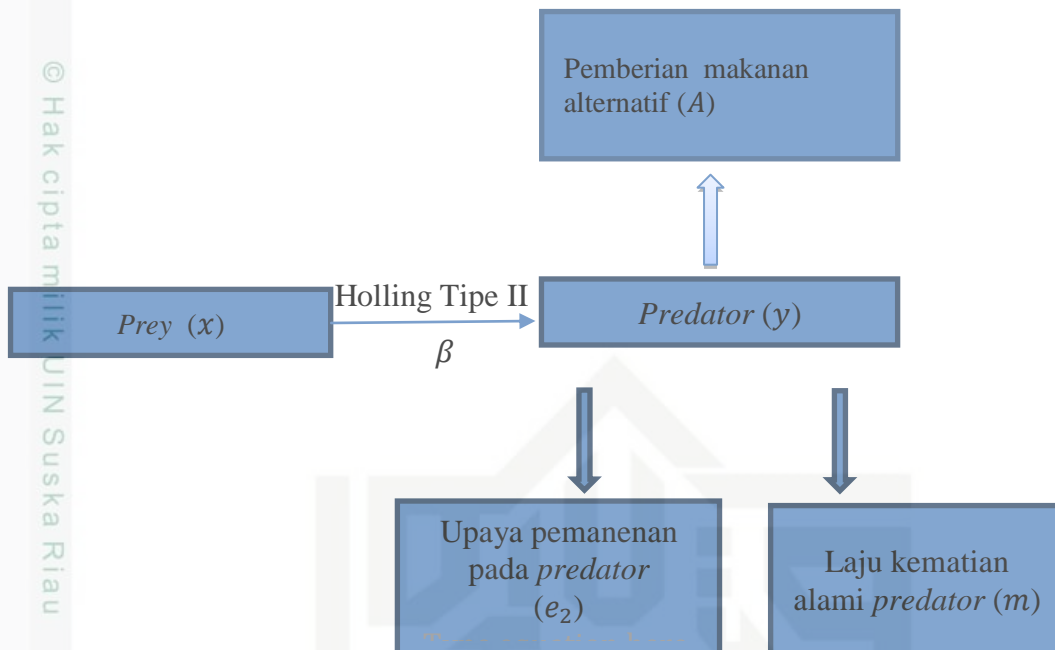 © Hak cipta milik UIN Suska Riau
Pemberian makanan
alternatif (A)
Prey (x)
Holling Tipe II
β
Predator (y)
Upaya pemanenan
pada predator
(e₂)
Laju kematian
alami predator (m)